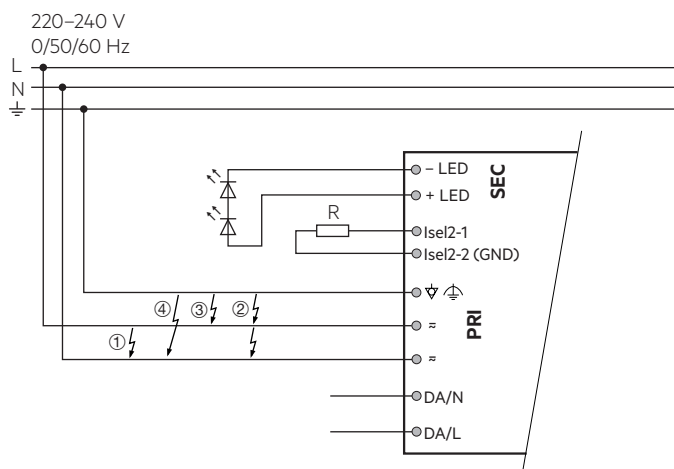 220–240 V
0/50/60 Hz
L
N
– LED
+ LED
SEC
R
Isel2-1
Isel2-2 (GND)
④ ③ ②
①
≂
≂
PRI
DA/N
DA/L